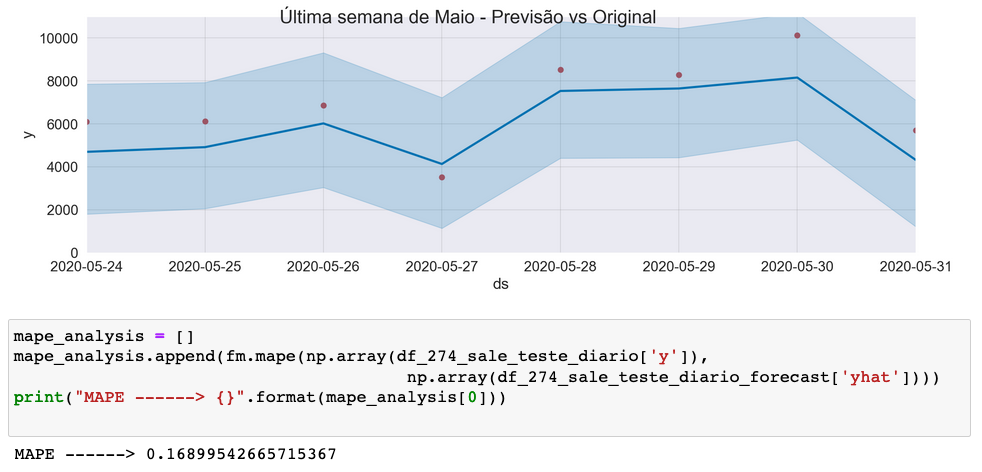 Última semana de Maio - Previsão vs Original
10000
8000
6000
4000
2000
0
y
2020-05-24 2020-05-25 2020-05-26 2020-05-27 2020-05-28 2020-05-29 2020-05-30 2020-05-31
ds
mape_analysis = []
mape_analysis.append(fm.mape(np.array(df_274_sale_teste_diario['y']),
np.array(df_274_sale_teste_diario_forecast['yhat'])))
print("MAPE ------> {}".format(mape_analysis[0]))
MAPE ------> 0.16899542665715367